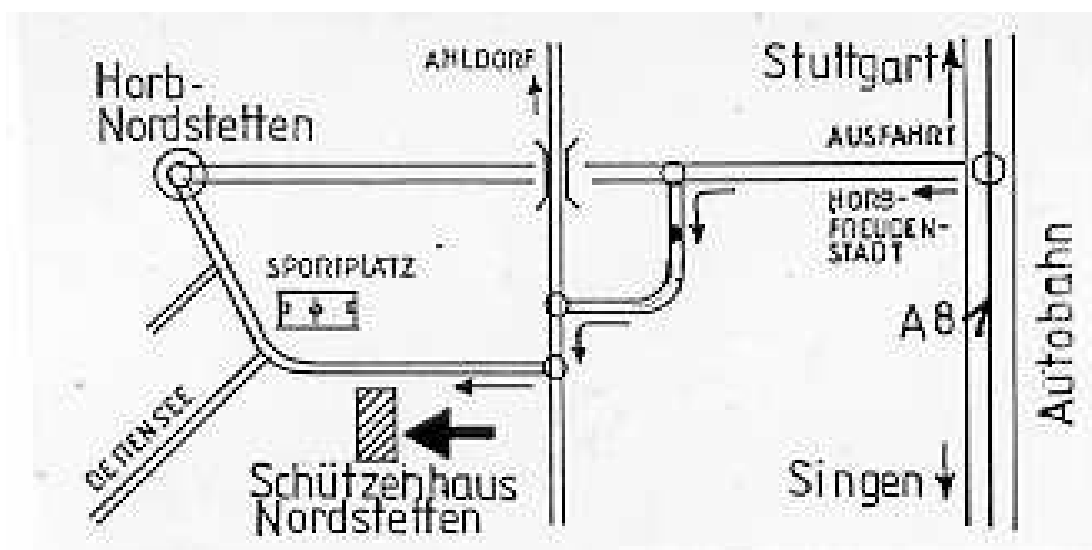 AHLDORF
Stuttgart
Horb-
Nordstetten
AUSFAHRT
HORB-
FREUDEN-
STADT
SPORTPLATZ
A8
Autobahn
Schützenhaus
Nordstetten
Singen